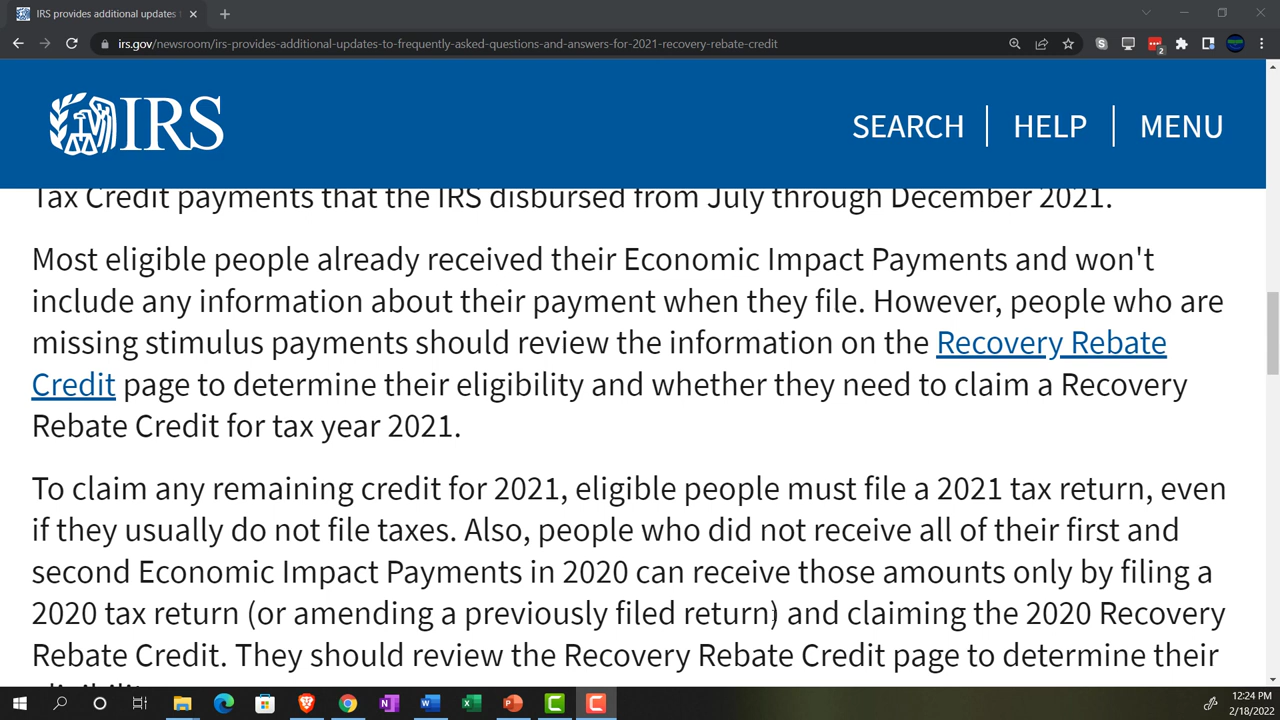 IRS provides additional updates
irs.gov/newsroom/irs-provides-additional-updates-to-frequently-asked-questions-and-answers-for-2021-recovery-rebate-credit
2
IRS
SEARCH HELP MENU
Tax Credit payments that the IRS disbursed from July through December 2021.
Most eligible people already received their Economic Impact Payments and won't
include any information about their payment when they file. However, people who are
missing stimulus payments should review the information on the Recovery Rebate
Credit page to determine their eligibility and whether they need to claim a Recovery
Rebate Credit for tax year 2021.
To claim any remaining credit for 2021, eligible people must file a 2021 tax return, even
if they usually do not file taxes. Also, people who did not receive all of their first and
second Economic Impact Payments in 2020 can receive those amounts only by filing a
2020 tax return (or amending a previously filed return) and claiming the 2020 Recovery
Rebate Credit. They should review the Recovery Rebate Credit page to determine their
12:24 PM
2/18/2022